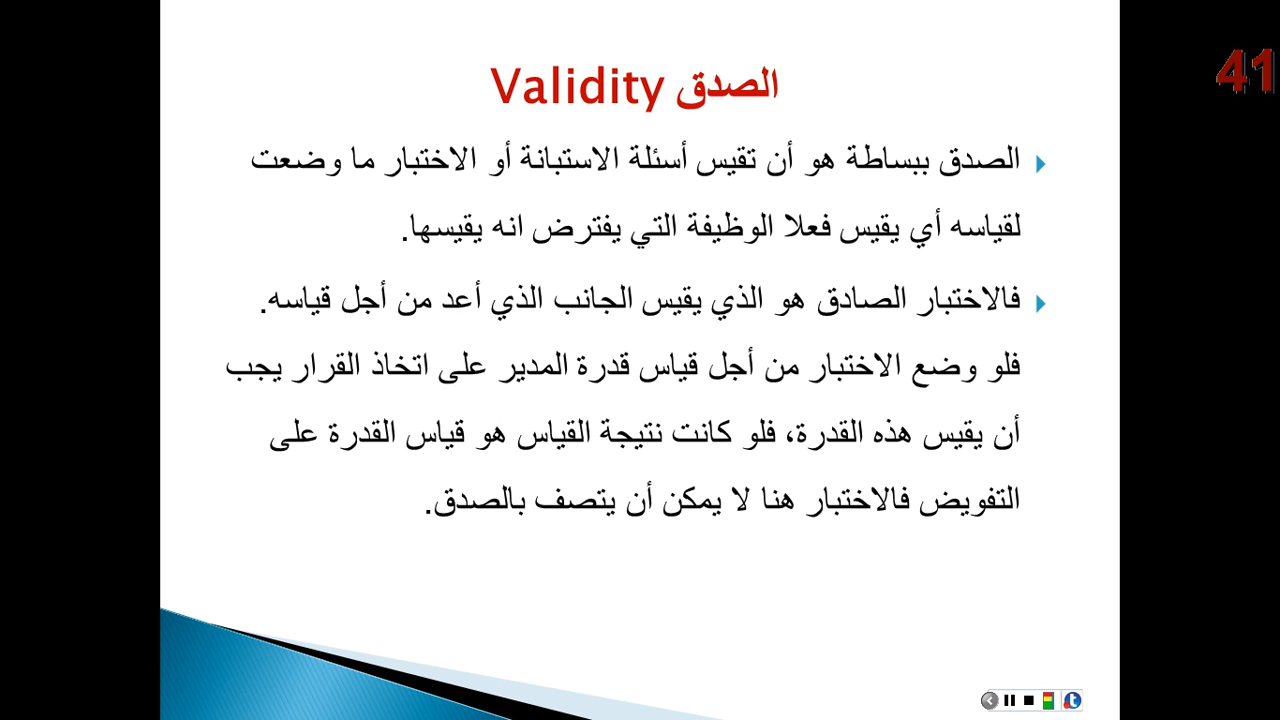 الصدق Validity
الصدق ببساطة هو أن تقيس أسئلة الاستبانة أو الاختبار ما وضعت
لقياسه أي يقيس فعلا الوظيفة التي يفترض انه يقيسها.
فالاختبار الصادق هو الذي يقيس الجانب الذي أعد من أجل قياسه.
فلو وضع الاختبار من أجل قياس قدرة المدير على اتخاذ القرار يجب
أن يقيس هذه القدرة، فلو كانت نتيجة القياس هو قياس القدرة على
التفويض فالاختبار هنا لا يمكن أن يتصف بالصدق.
41